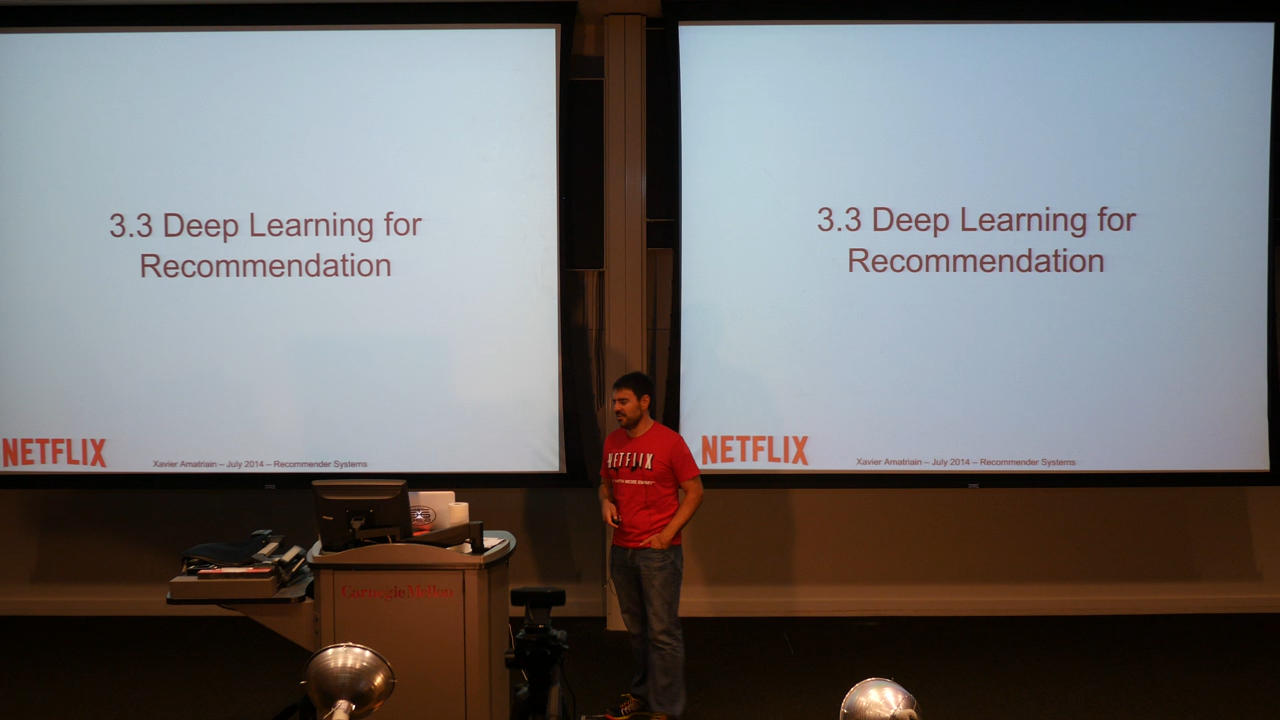 3.3 Deep Learning for
Recommendation
NETFLIX
Xavier Amatriain – July 2014 – Recommender Systems
3.3 Deep Learning for
Recommendation
NETFLIX
Xavier Amatriain – July 2014 – Recommender Systems
NETFLIX
Carnegie Mellon